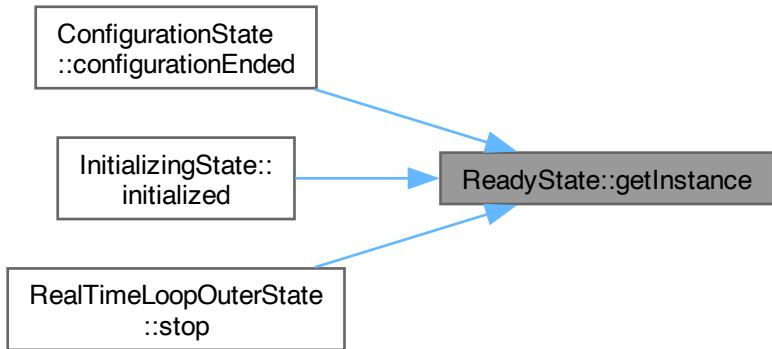 ConfigurationState
::configurationEnded
InitializingState::
initialized
ReadyState::getInstance
RealTimeLoopOuterState
::stop